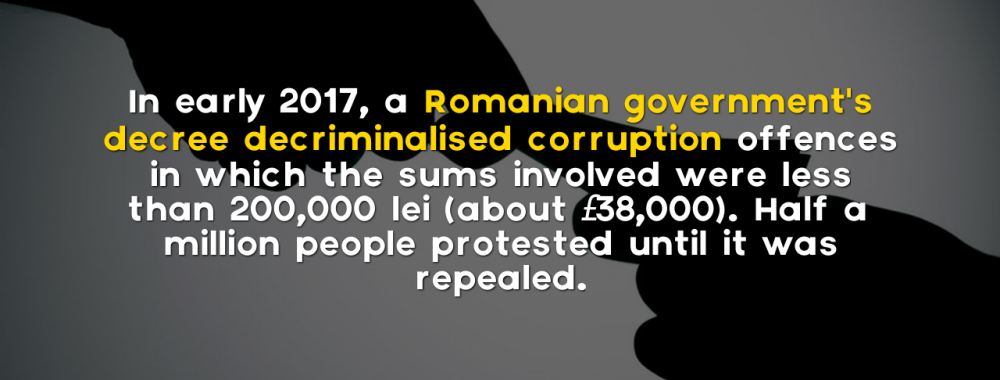 In early 2017, a Romanian government's
decree decriminalised corruption offences
in which the sums involved were less
than 200,000 lei (about £38,000). Half a
million people protested until it was
repealed.